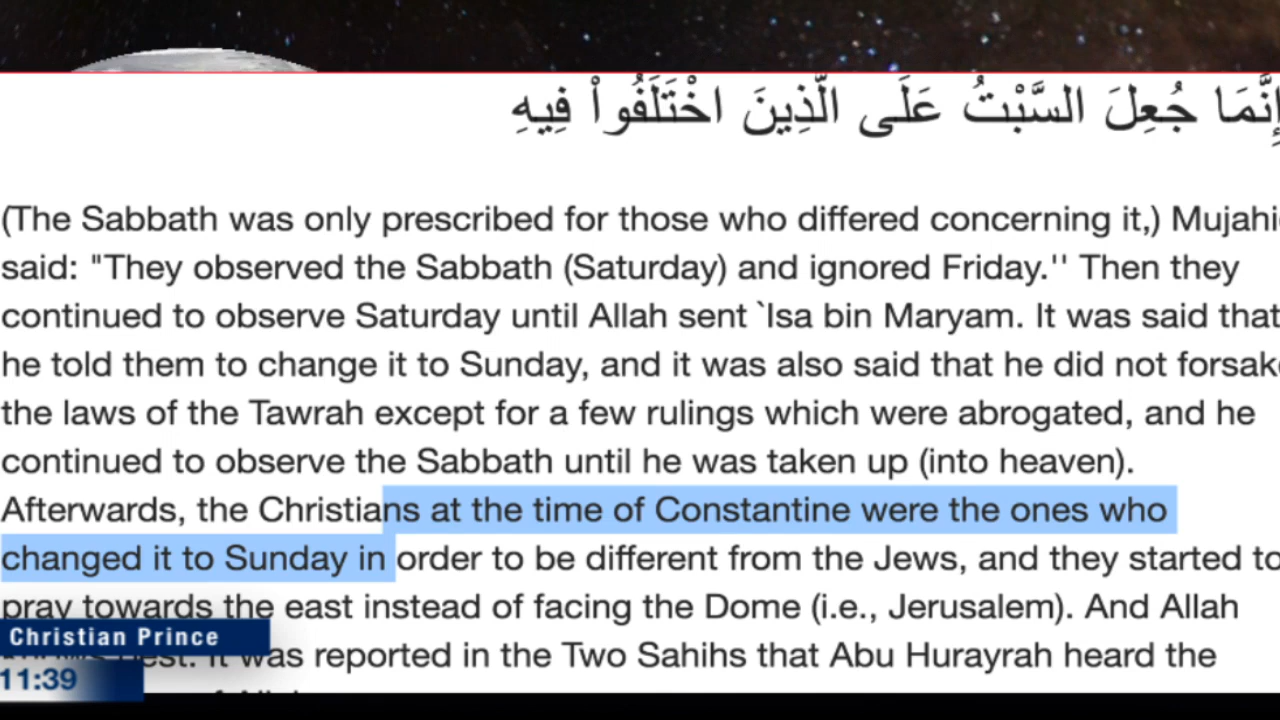 إِنَّمَا جُعِلَ السَّبْتُ عَلَى الَّذِينَ اخْتَلَفُواْ فِيهِ
(The Sabbath was only prescribed for those who differed concerning it,) Mujahi
said: "They observed the Sabbath (Saturday) and ignored Friday.'' Then they
continued to observe Saturday until Allah sent `Isa bin Maryam. It was said that
he told them to change it to Sunday, and it was also said that he did not forsak
the laws of the Tawrah except for a few rulings which were abrogated, and he
continued to observe the Sabbath until he was taken up (into heaven).
Afterwards, the Christians at the time of Constantine were the ones who
changed it to Sunday in order to be different from the Jews, and they started to
pray towards the east instead of facing the Dome (i.e., Jerusalem). And Allah
Christian Prince
best. It was reported in the Two Sahihs that Abu Hurayrah heard the
11:39